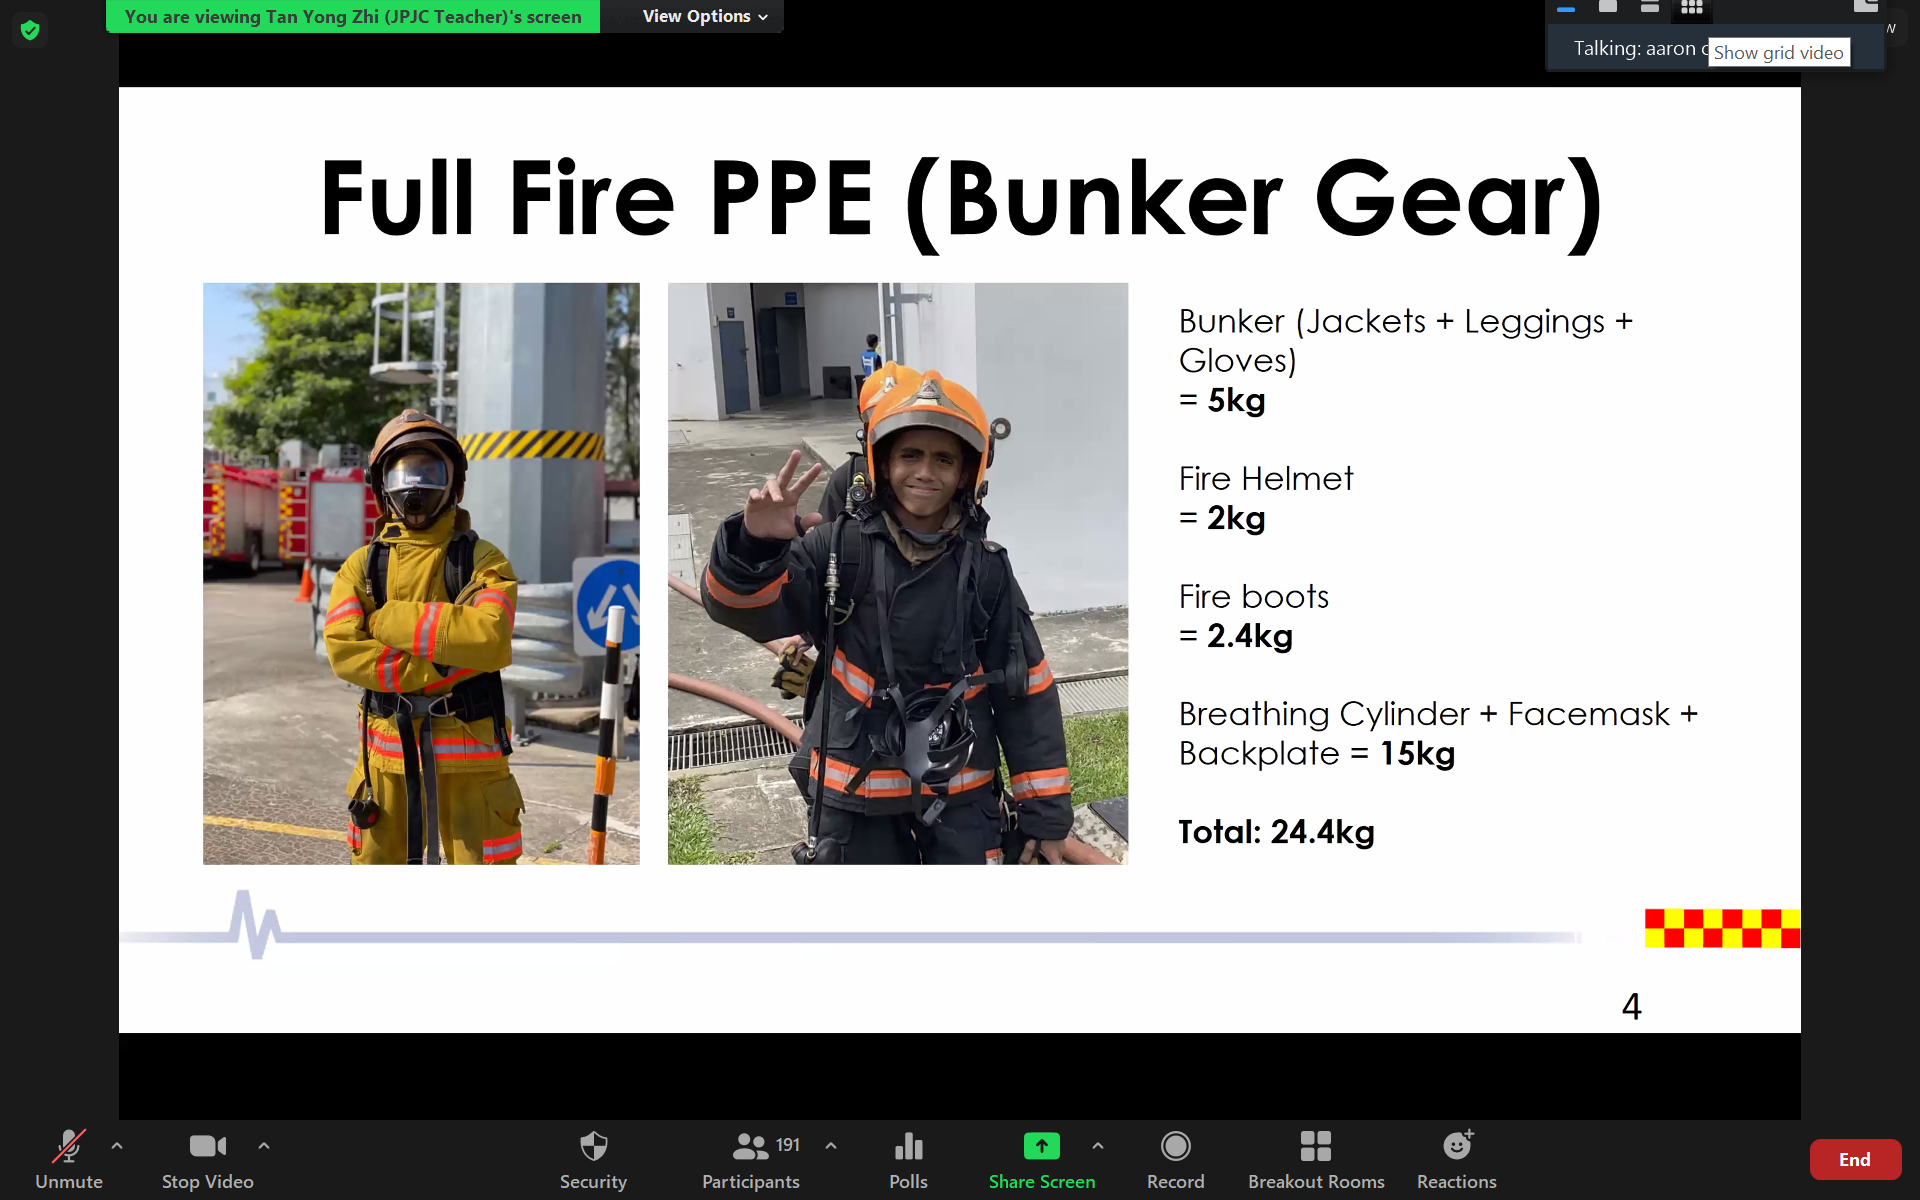 You are viewing Tan Yong Zhi (JPJC Teacher)'s screen
View Options
Talking: aaron
Show grid video
Full Fire PPE (Bunker Gear)
Bunker (Jackets + Leggings +
Gloves)
= 5kg
Fire Helmet
= 2kg
Fire boots
= 2.4kg
Breathing Cylinder + Facemask +
Backplate = 15kg
Total: 24.4kg
4
Unmute
Stop Video
Security
191
Participants
Polls
Share Screen
Record
Breakout Rooms
Reactions
End